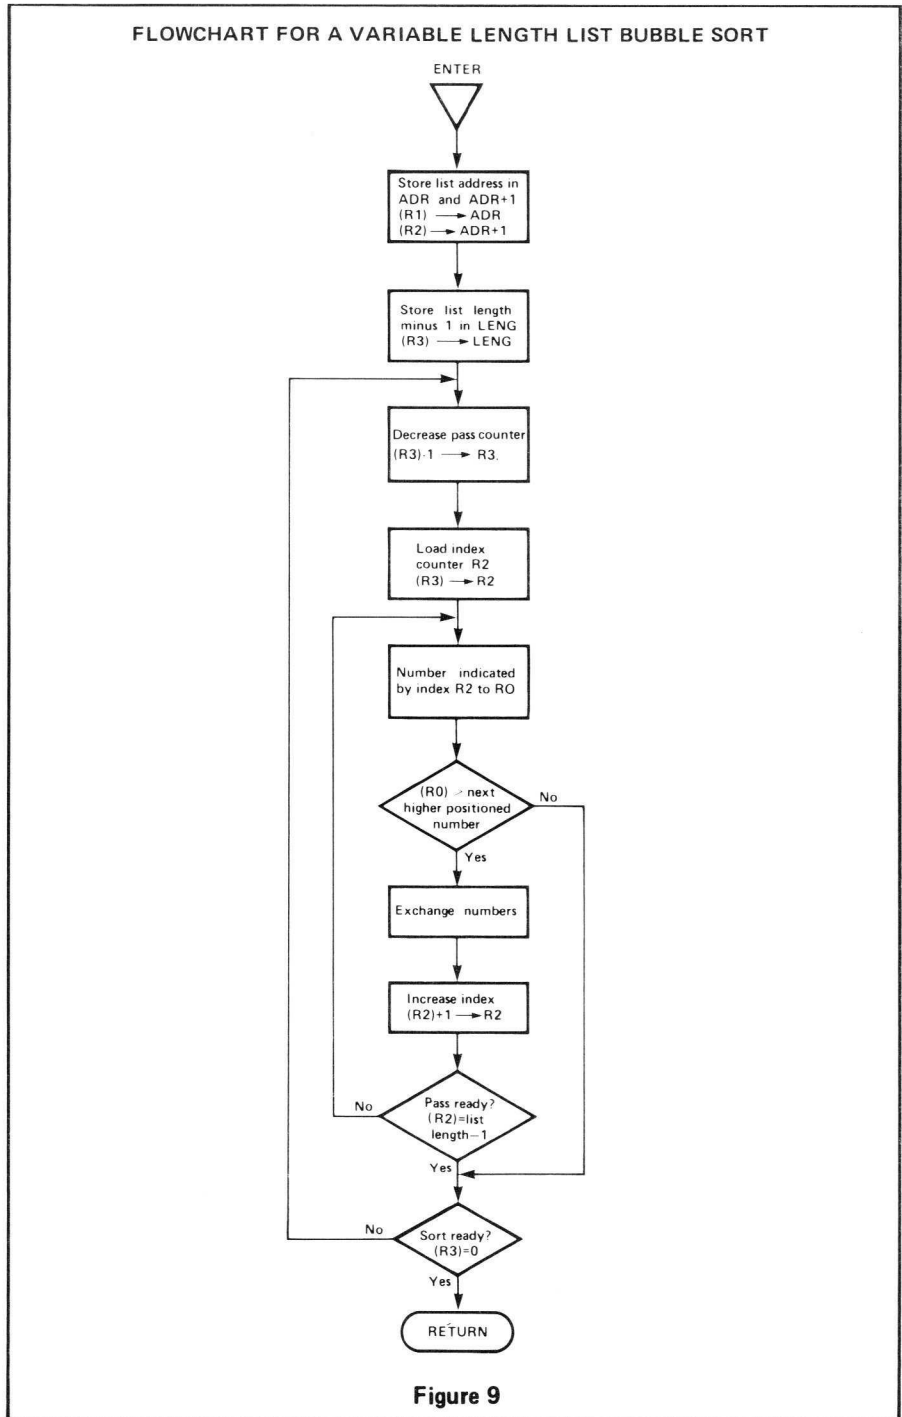 FLOWCHART FOR A VARIABLE LENGTH LIST BUBBLE SORT
ENTER
Store list address in
ADR and ADR+1
(R1) → ADR
(R2) → ADR+1
Store list length
minus 1 in LENG
(R3) → LENG
Decrease pass counter
(R3)-1 → R3.
Load index
counter R2
(R3) → R2
Number indicated
by index R2 to RO
(R0) > next
higher positioned
number
No
Yes
Exchange numbers
Increase index
(R2)+1 → R2
Pass ready?
(R2)=list
length-1
No
Yes
Sort ready?
(R3)=0
No
Yes
RETURN
Figure 9